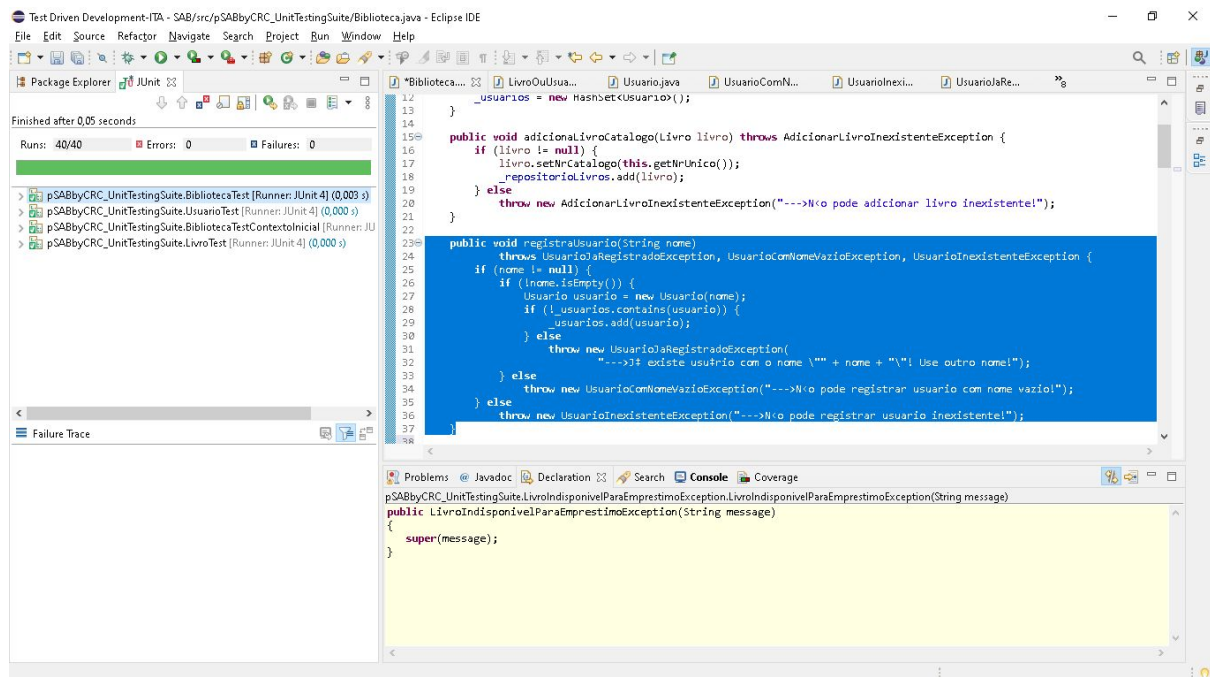 Test Driven Development-ITA - SAB/src/pSABbyCRC_UnitTestingSuite/Biblioteca.java - Eclipse IDE
File Edit Source Refactor Navigate Search Project Run Window Help
Package Explorer JUnit
Finished after 0,05 seconds
Runs: 40/40 Errors: 0 Failures: 0
pSABbyCRC_UnitTestingSuite.BibliotecaTest [Runner: JUnit 4] (0,003 s)
pSABbyCRC_UnitTestingSuite.UsuarioTest [Runner: JUnit 4] (0,000 s)
pSABbyCRC_UnitTestingSuite.BibliotecaTestContextoInicial [Runner: JU
pSABbyCRC_UnitTestingSuite.LivroTest [Runner: JUnit 4] (0,000 s)
Failure Trace
*Biblioteca.... LivroOuUsua... Usuario.java UsuarioComN... UsuarioInexi... UsuarioJaRe... »8
12 _usuarios = new HashSet<Usuario>();
13 }
14
15 public void adicionaLivroCatalogo(Livro livro) throws AdicionarLivroInexistenteException {
16 if (livro != null) {
17 livro.setNrCatalogo(this.getNrUnico());
18 _repositorioLivros.add(livro);
19 } else
20 throw new AdicionarLivroInexistenteException("--->N<o pode adicionar livro inexistente!");
21 }
22
23 public void registraUsuario(String nome)
24 throws UsuarioJaRegistradoException, UsuarioComNomeVazioException, UsuarioInexistenteException {
25 if (nome != null) {
26 if (!nome.isEmpty()) {
27 Usuario usuario = new Usuario(nome);
28 if (!_usuarios.contains(usuario)) {
29 _usuarios.add(usuario);
30 } else
31 throw new UsuarioJaRegistradoException(
32 "--->J‡ existe usu‡rio com o nome \"" + nome + "\"! Use outro nome!");
33 } else
34 throw new UsuarioComNomeVazioException("--->N<o pode registrar usuario com nome vazio!");
35 } else
36 throw new UsuarioInexistenteException("--->N<o pode registrar usuario inexistente!");
37 }
38
Problems @ Javadoc Declaration Search Console Coverage
pSABbyCRC_UnitTestingSuite.LivroIndisponivelParaEmprestimoException.LivroIndisponivelParaEmprestimoException(String message)
public LivroIndisponivelParaEmprestimoException(String message)
{
super(message);
}